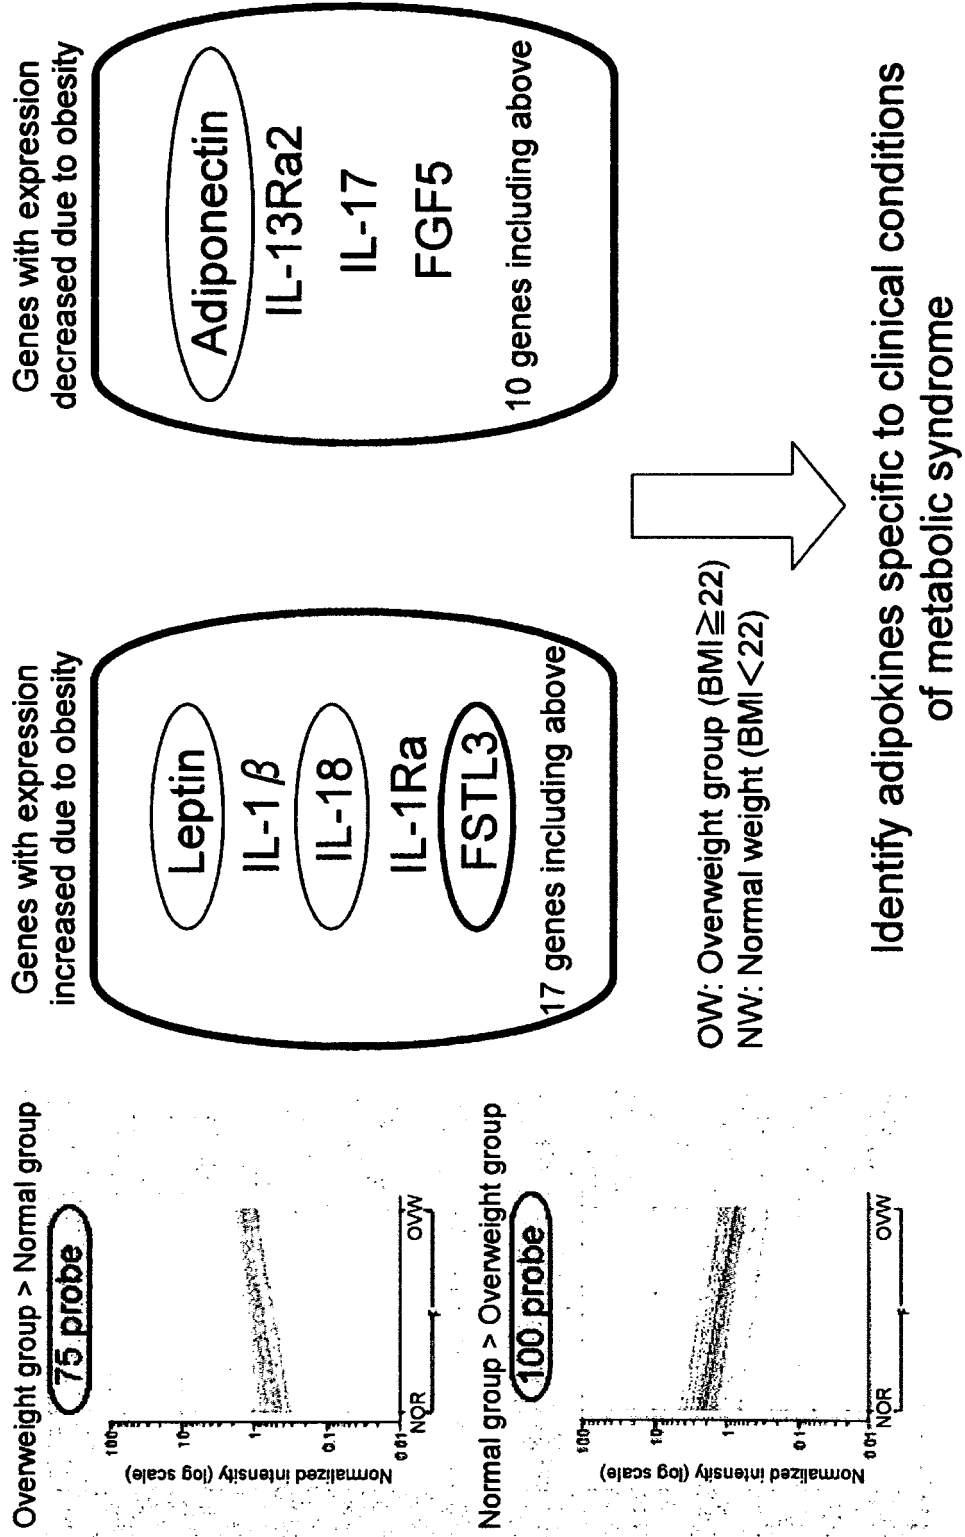 Overweight group > Normal group
75 probe
Normalized intensity (log scale)
100
10
1
0.1
0.01
NOR
OVW
Normal group > Overweight group
100 probe
Normalized intensity (log scale)
100
10
1
0.1
0.01
NOR
OVW
Genes with expression
increased due to obesity
Leptin
IL-1β
IL-18
IL-1Ra
FSTL3
17 genes including above
Genes with expression
decreased due to obesity
Adiponectin
IL-13Ra2
IL-17
FGF5
10 genes including above
OW: Overweight group (BMI≧22)
NW: Normal weight (BMI<22)
Identify adipokines specific to clinical conditions
of metabolic syndrome